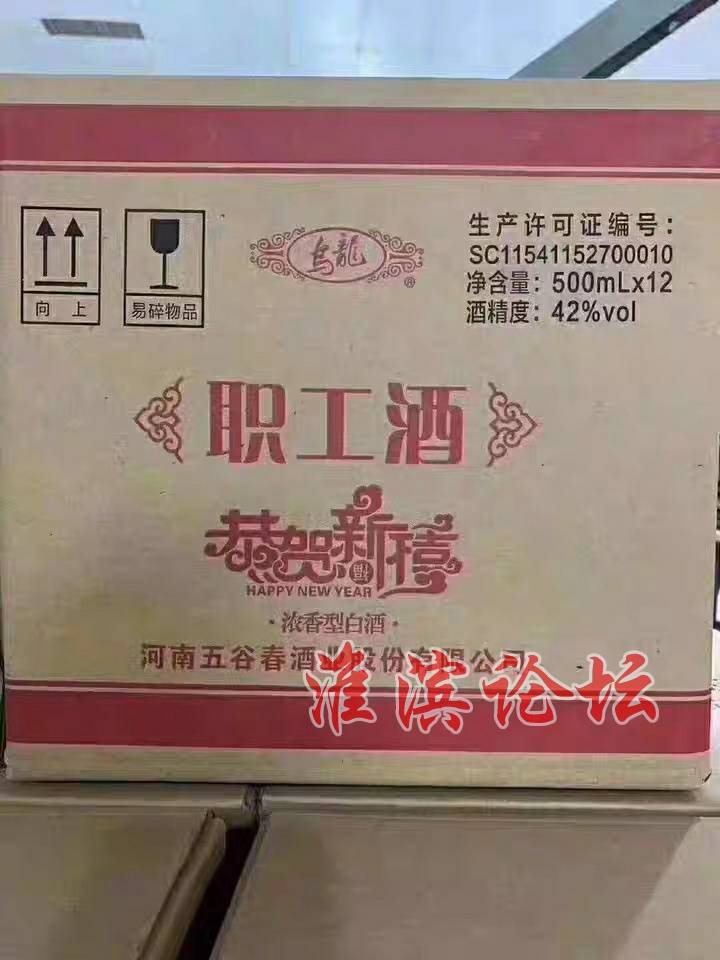 向 上
易碎物品
乌龍
®
生产许可证编号：
SC11541152700010
净含量：500mLx12
酒精度：42%vol
职工酒
恭贺新禧
福
HAPPY NEW YEAR
·浓香型白酒·
河南五谷春酒业股份有限公司
淮滨论坛